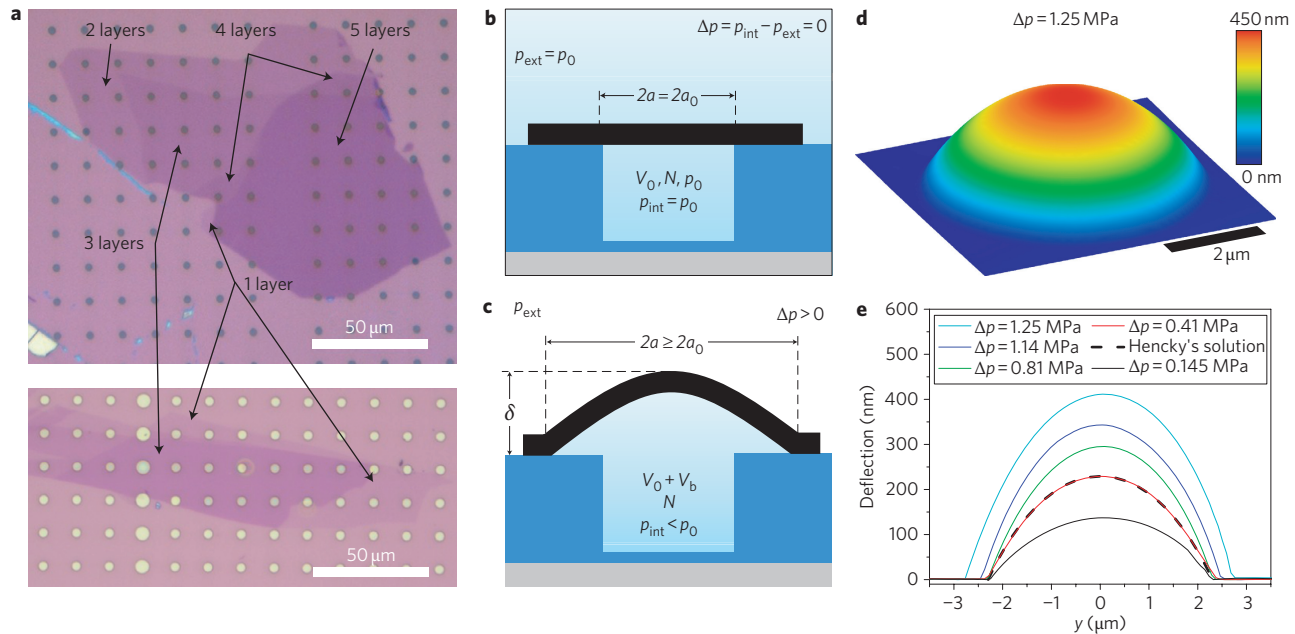 a
2 layers
4 layers
5 layers
3 layers
1 layer
50 μm
50 μm
b
Δp = p_int − p_ext = 0
p_ext = p_0
2a = 2a_0
V_0, N, p_0
p_int = p_0
c
p_ext
Δp > 0
2a ≥ 2a_0
δ
V_0 + V_b
N
p_int < p_0
d
Δp = 1.25 MPa
450 nm
0 nm
2 μm
e
Δp = 1.25 MPa
Δp = 0.41 MPa
Δp = 1.14 MPa
Hencky's solution
Δp = 0.81 MPa
Δp = 0.145 MPa
Deflection (nm)
600
500
400
300
200
100
0
−3 −2 −1 0 1 2 3
y (μm)